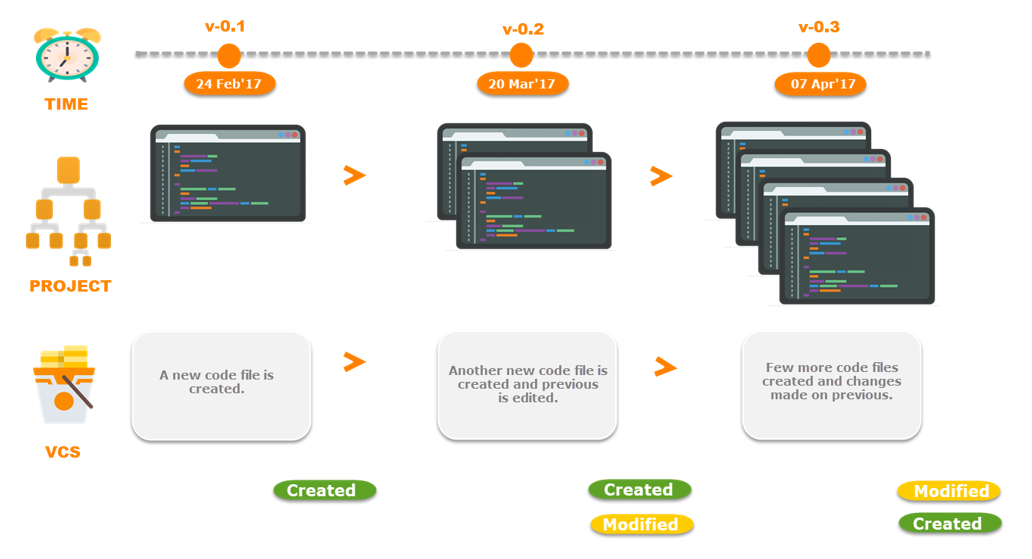 v-0.1
v-0.2
v-0.3
24 Feb'17
20 Mar'17
07 Apr'17
TIME
PROJECT
A new code file is
created.
Another new code file is
created and previous
is edited.
Few more code files
created and changes
made on previous.
VCS
Created
Created
Modified
Modified
Created